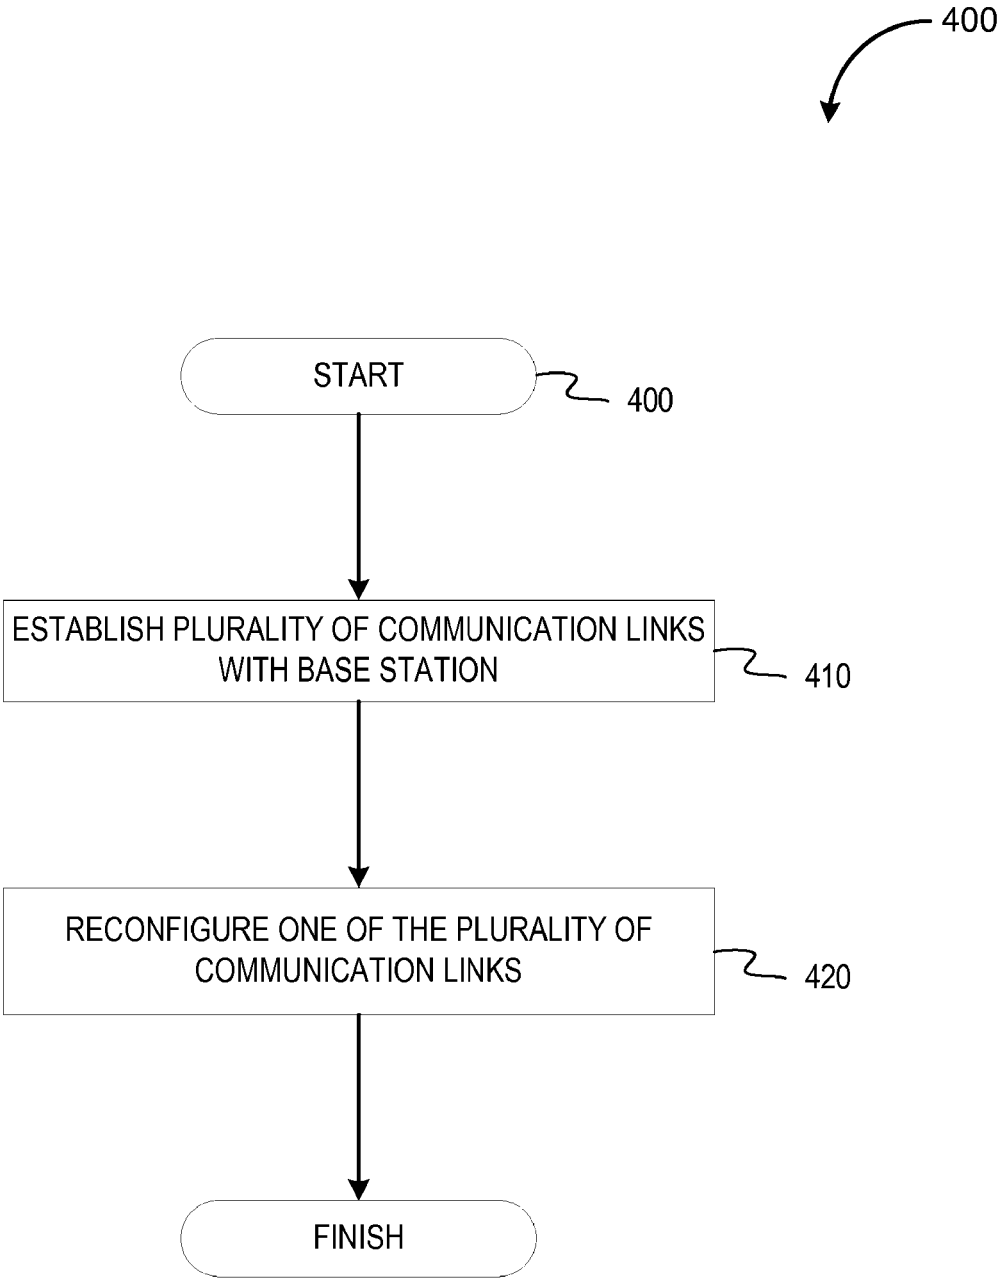 400
START
400
ESTABLISH PLURALITY OF COMMUNICATION LINKS
WITH BASE STATION
410
RECONFIGURE ONE OF THE PLURALITY OF
COMMUNICATION LINKS
420
FINISH